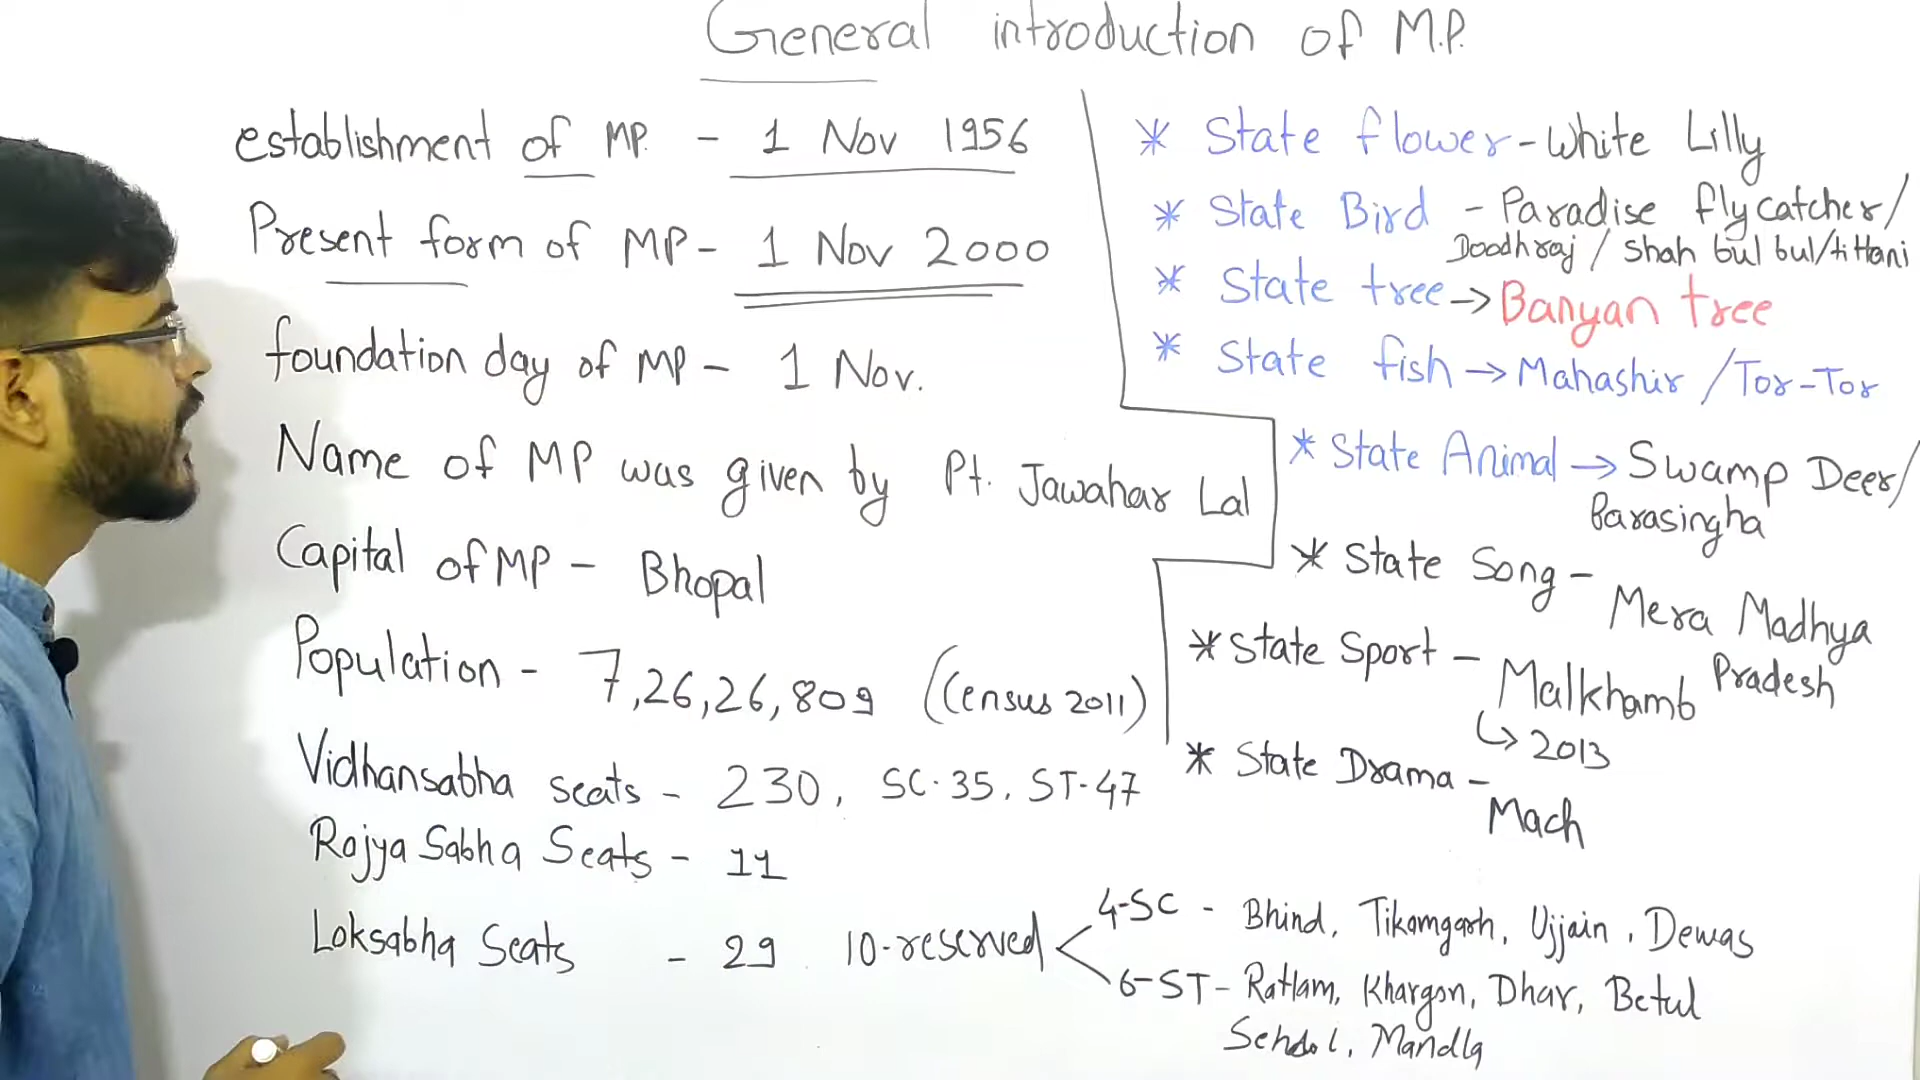 General introduction of M.P.
establishment of MP. - 1 Nov 1956
Present form of MP - 1 Nov 2000
foundation day of MP - 1 Nov.
Name of MP was given by Pt. Jawahar Lal
Capital of MP - Bhopal
Population - 7,26,26,809 (Census 2011)
Vidhansabha seats - 230, SC-35, ST-47
Rajya Sabha Seats - 11
Loksabha Seats - 29 10-reserved
4-SC - Bhind, Tikamgarh, Ujjain, Dewas
6-ST - Ratlam, Khargon, Dhar, Betul
Mandla
* State flower - White Lilly
* State Bird - Paradise flycatcher/
Doodhraj / Shah bul bul/tittani
* State tree → Banyan tree
* State fish → Mahashir / Tor-Tor
* State Animal → Swamp Deer/
Barasingha
* State Song -
Mera Madhya
Pradesh
* State Sport - Malkhamb
↳ 2013
* State Drama -
Mach